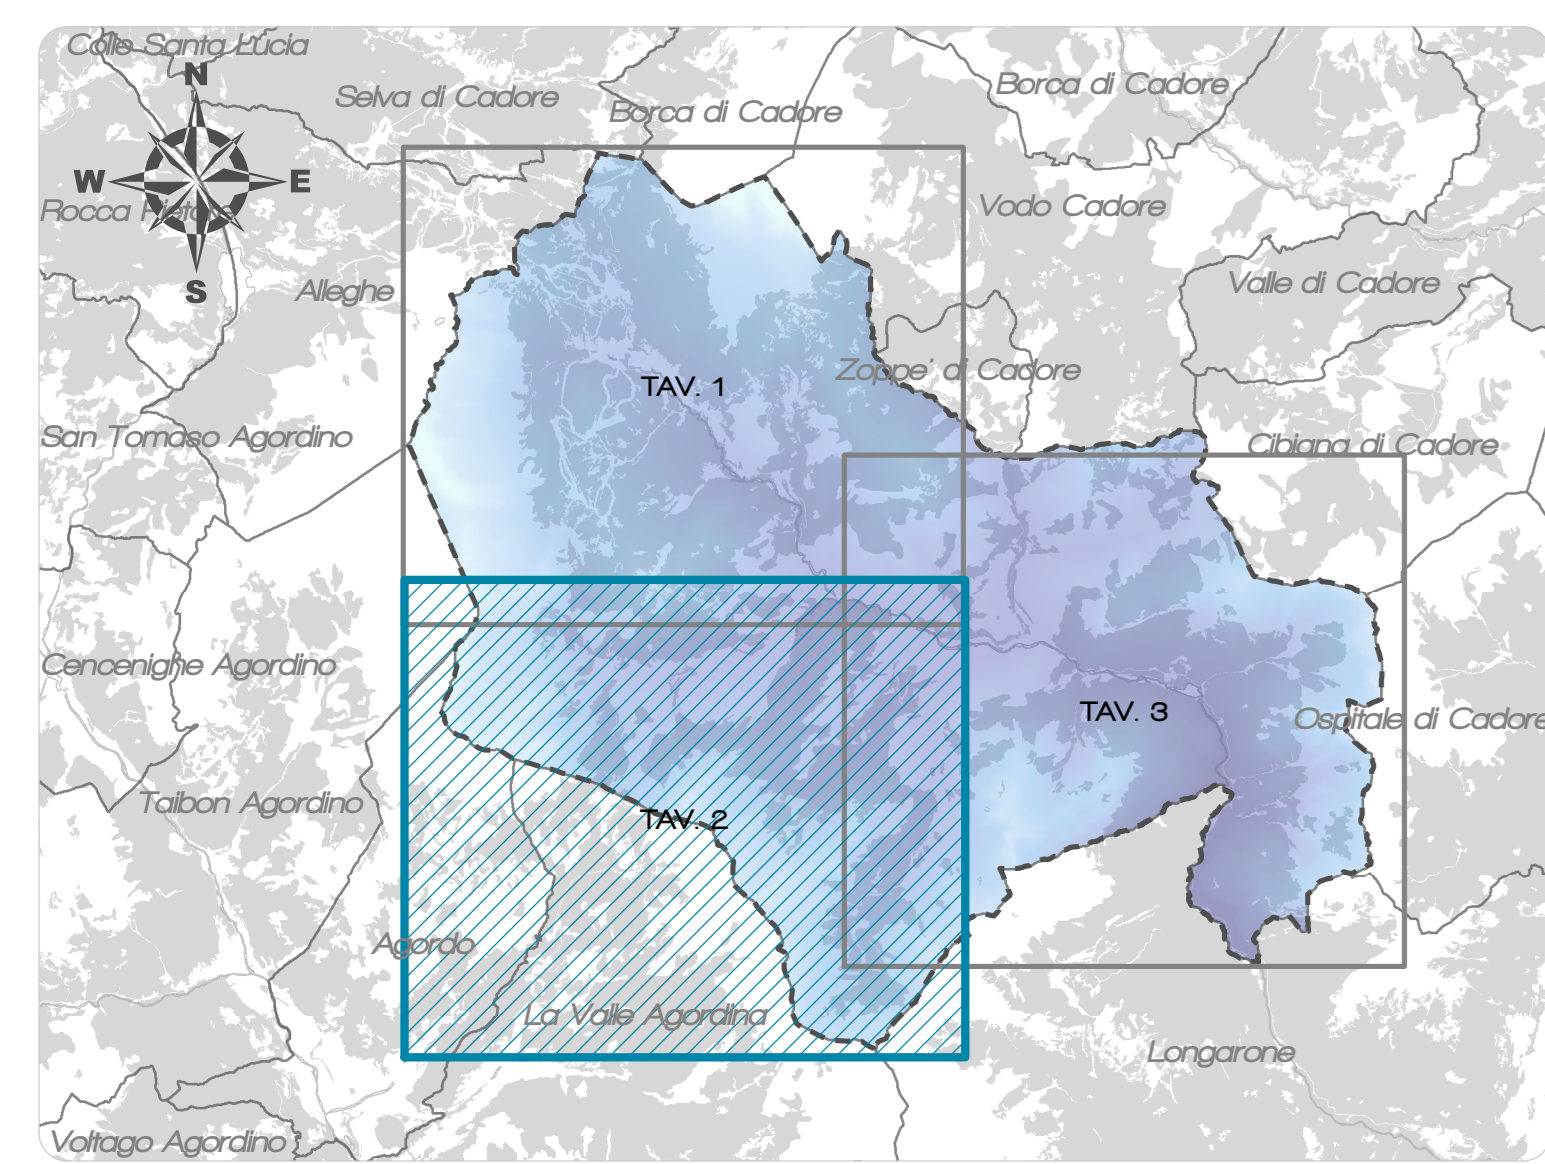 Colle Santa Lucia
N
Selva di Cadore
Borca di Cadore
Borca di Cadore
W
E
Rocca Pietore
Vodo Cadore
S
Alleghe
Valle di Cadore
Zoppe' di Cadore
TAV. 1
San Tomaso Agordino
Cibiana di Cadore
Cencenighe Agordino
TAV. 3
Ospitale di Cadore
Taibon Agordino
TAV. 2
Agordo
La Valle Agordina
Longarone
Voltago Agordino